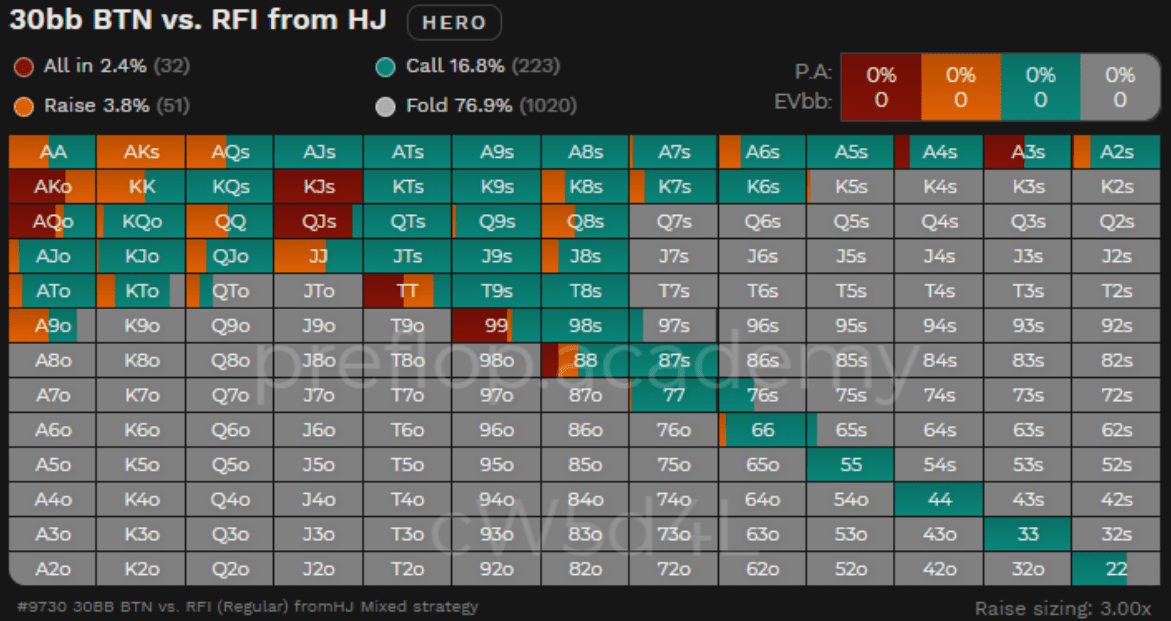 30bb BTN vs. RFI from HJ HERO
All in 2.4% (32) Call 16.8% (223)
Raise 3.8% (51) Fold 76.9% (1020)
P.A: 0% 0% 0% 0%
EVbb: 0 0 0 0
AA AKs AQs AJs ATs A9s A8s A7s A6s A5s A4s A3s A2s
AKo KK KQs KJs KTs K9s K8s K7s K6s K5s K4s K3s K2s
AQo KQo QQ QJs QTs Q9s Q8s Q7s Q6s Q5s Q4s Q3s Q2s
AJo KJo QJo JJ JTs J9s J8s J7s J6s J5s J4s J3s J2s
ATo KTo QTo JTo TT T9s T8s T7s T6s T5s T4s T3s T2s
A9o K9o Q9o J9o T9o 99 98s 97s 96s 95s 94s 93s 92s
A8o K8o Q8o J8o T8o 98o 88 87s 86s 85s 84s 83s 82s
A7o K7o Q7o J7o T7o 97o 87o 77 76s 75s 74s 73s 72s
A6o K6o Q6o J6o T6o 96o 86o 76o 66 65s 64s 63s 62s
A5o K5o Q5o J5o T5o 95o 85o 75o 65o 55 54s 53s 52s
A4o K4o Q4o J4o T4o 94o 84o 74o 64o 54o 44 43s 42s
A3o K3o Q3o J3o T3o 93o 83o 73o 63o 53o 43o 33 32s
A2o K2o Q2o J2o T2o 92o 82o 72o 62o 52o 42o 32o 22
preflop.academy
cW5d4L
#9730 30BB BTN vs. RFI (Regular) fromHJ Mixed strategy
Raise sizing: 3.00x